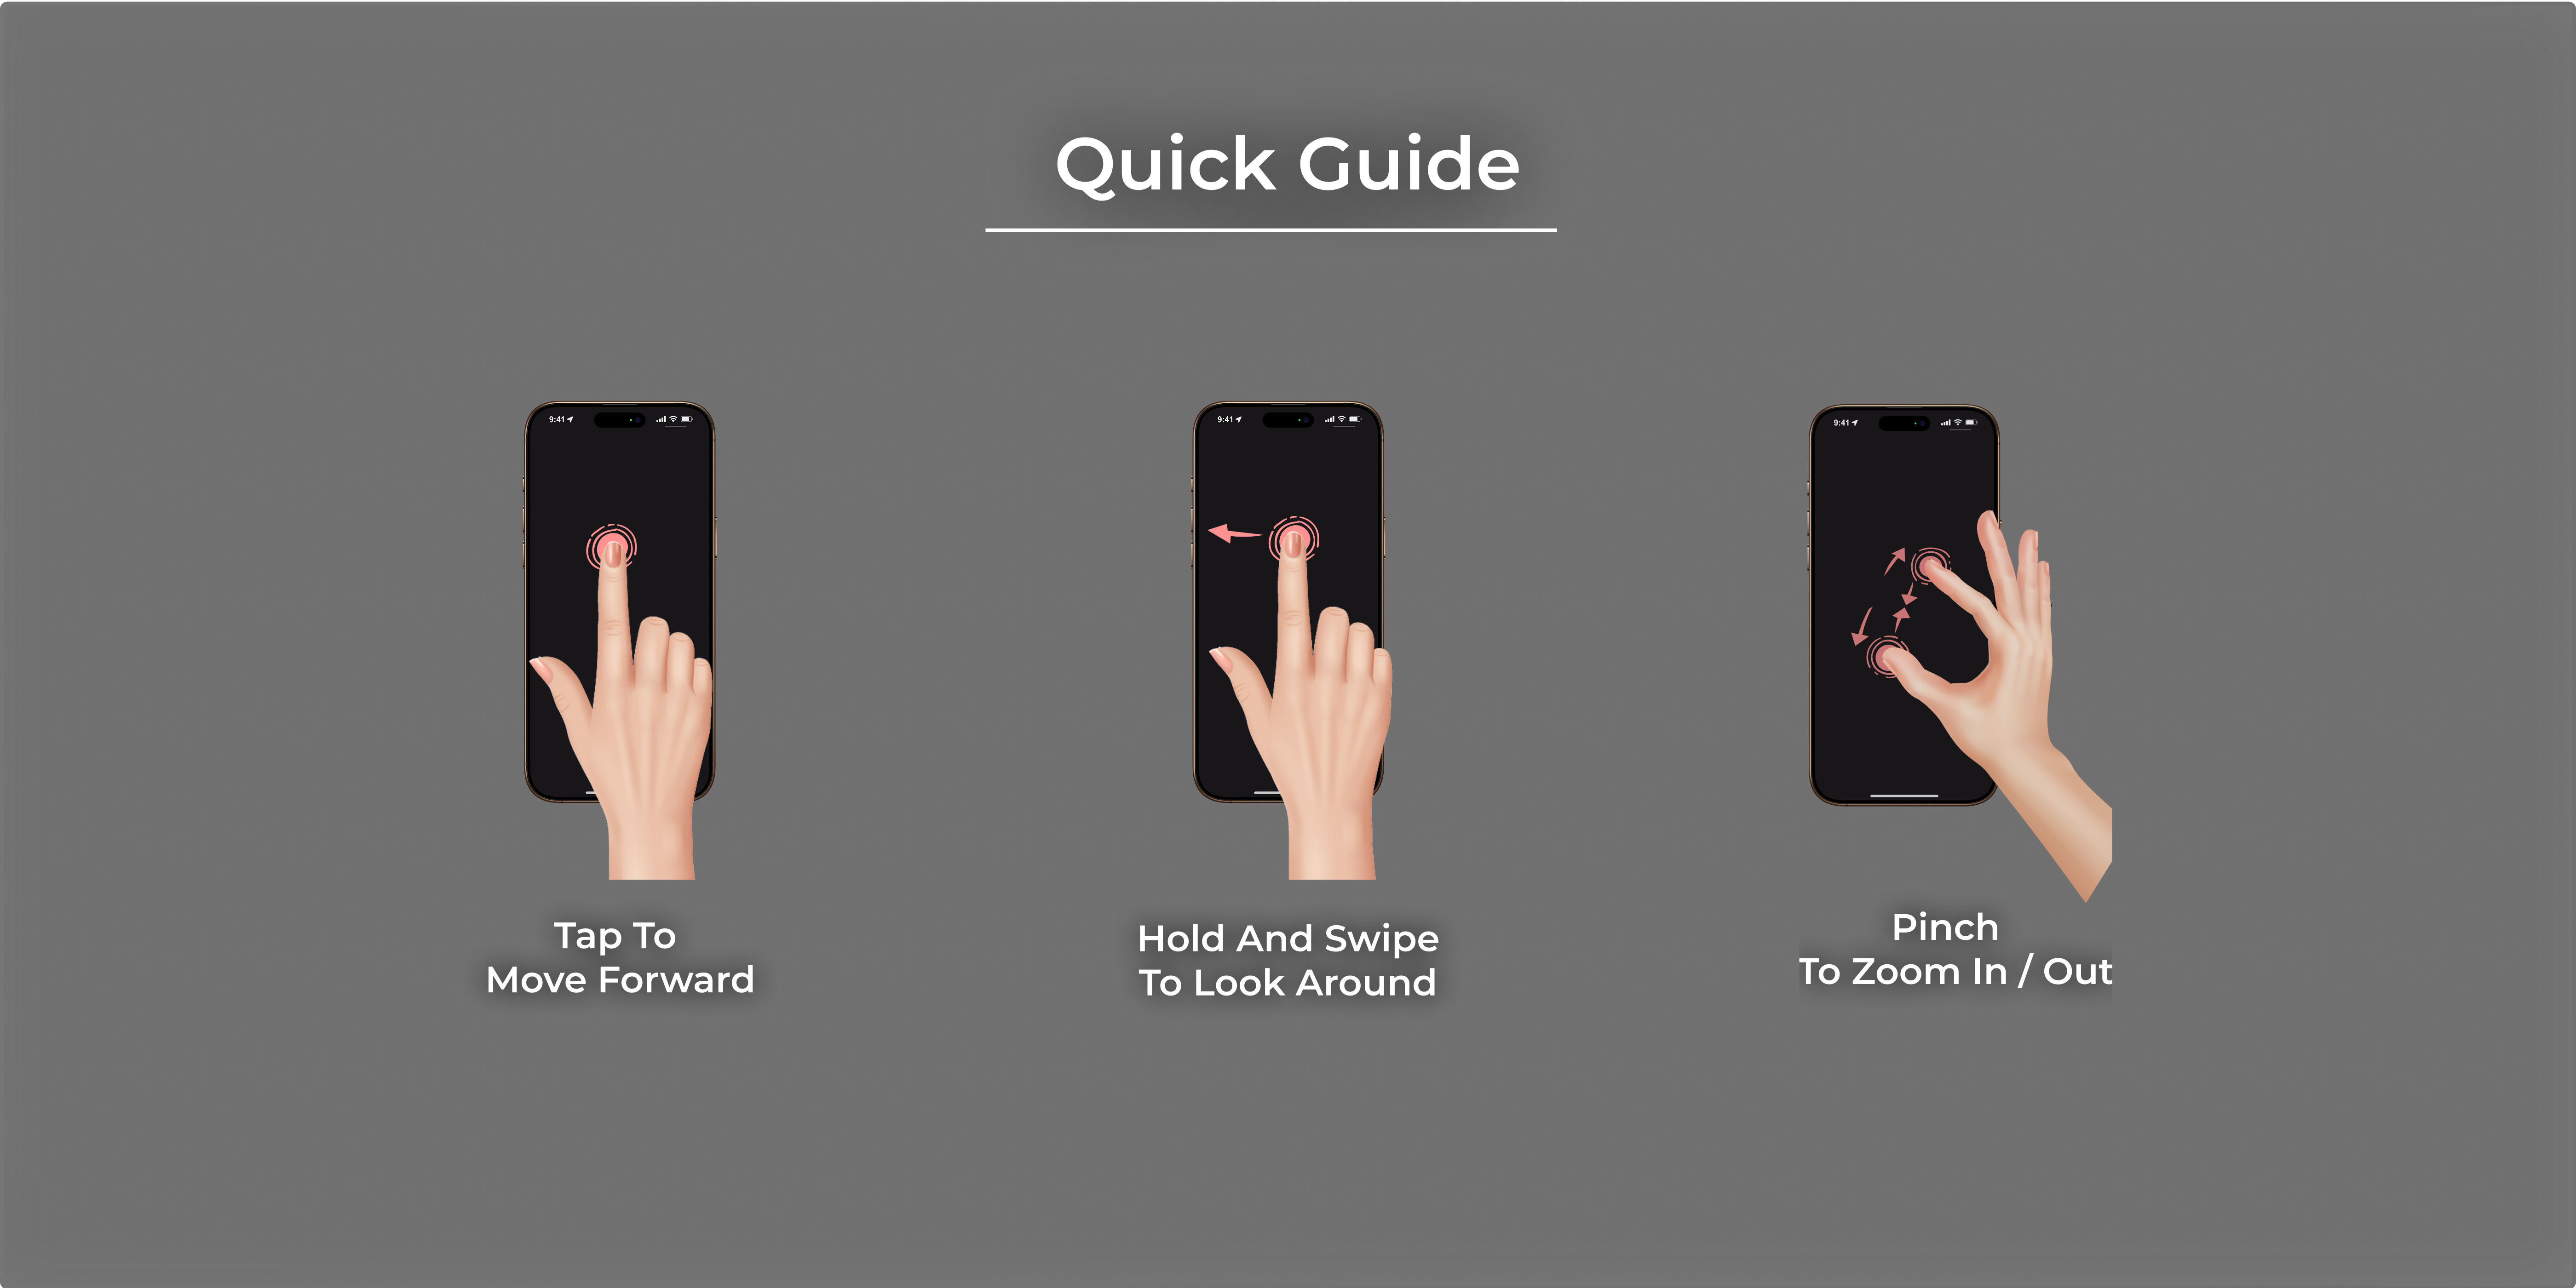 Quick Guide
9:41
9:41
9:41
Tap To
Move Forward
Hold And Swipe
To Look Around
Pinch
To Zoom In / Out